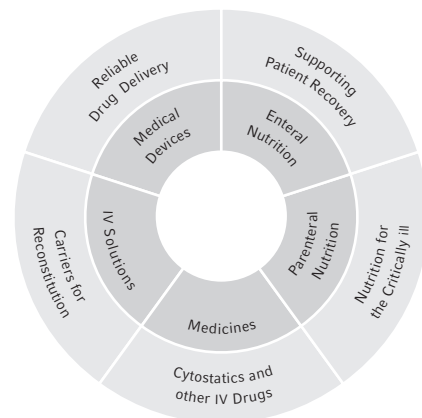 Reliable
Drug Delivery
Supporting
Patient Recovery
Medical
Devices
Enteral
Nutrition
IV Solutions
Carriers for
Reconstitution
Parenteral
Nutrition
Nutrition for
the Critically ill
Medicines
Cytostatics and
other IV Drugs